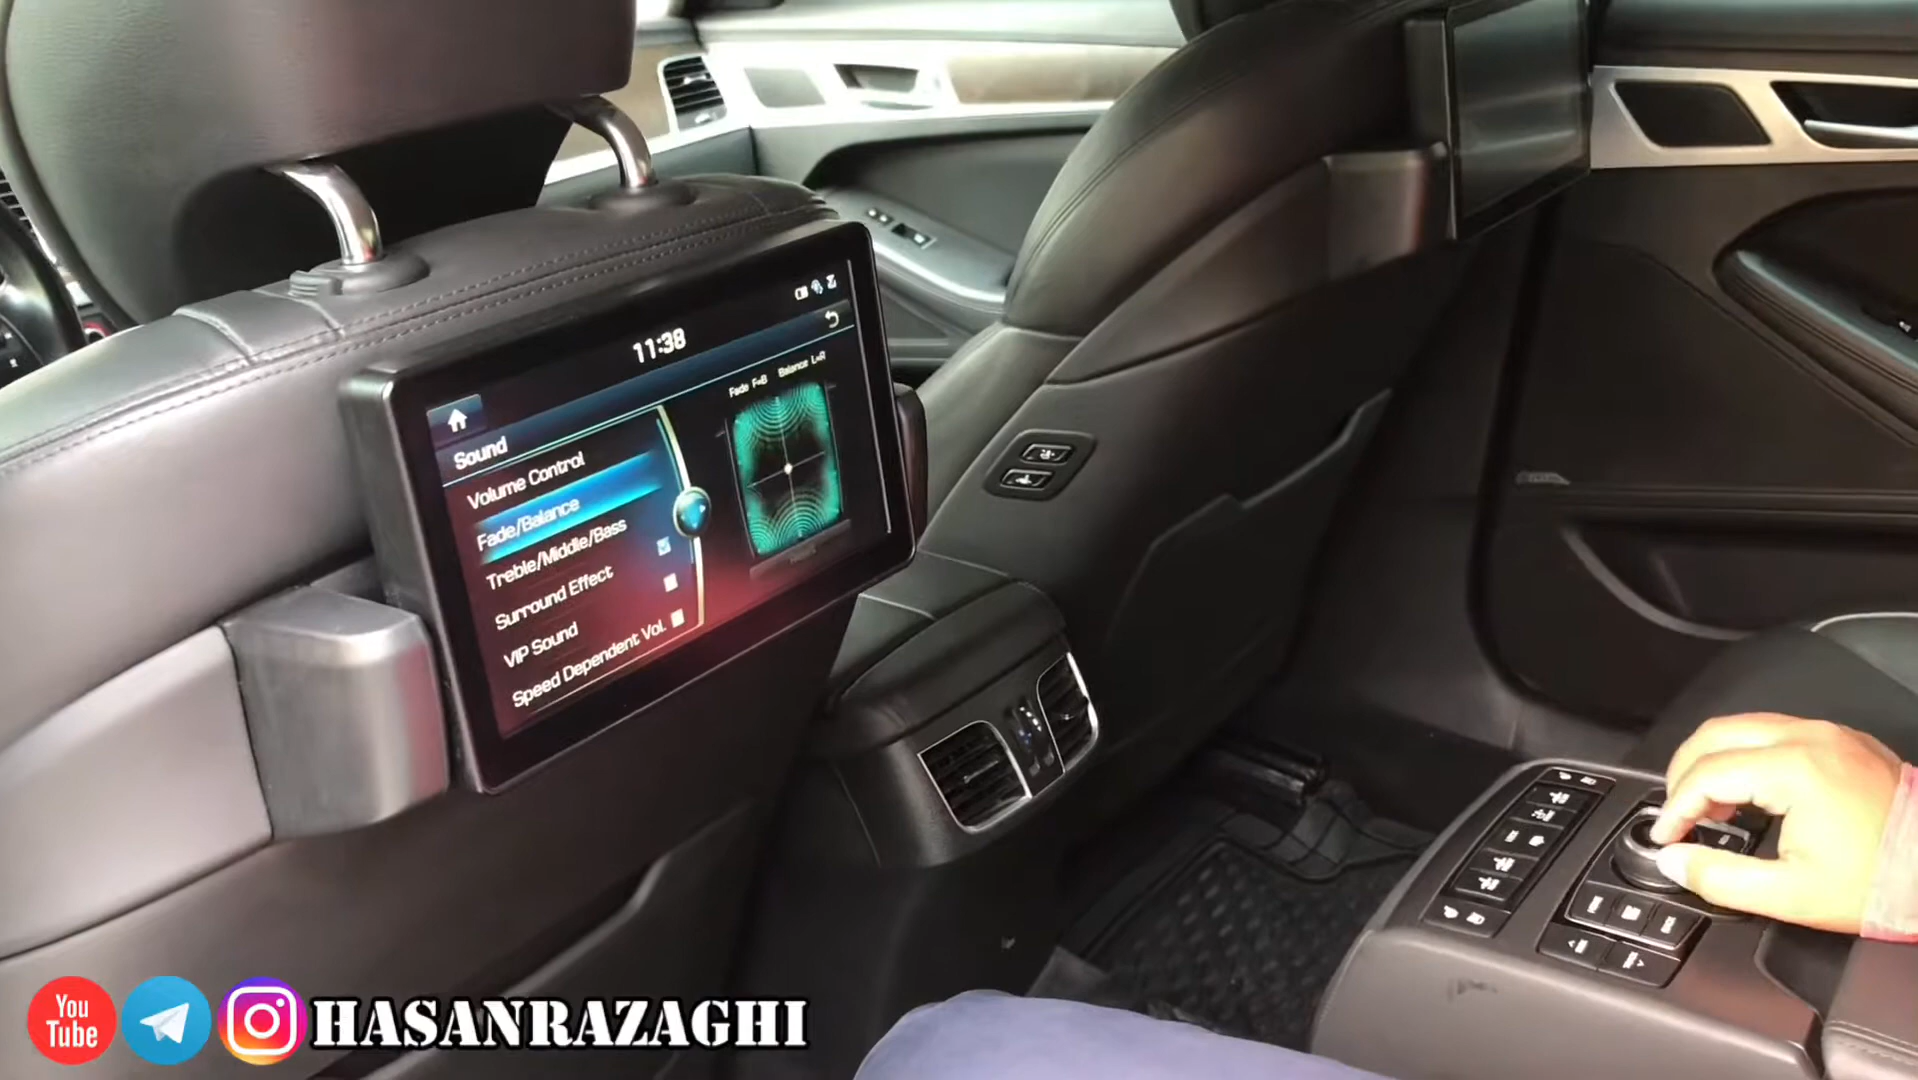 11:38
Sound
Fade F=B Balance L=R
Volume Control
Fade/Balance
Treble/Middle/Bass
Surround Effect
VIP Sound
Speed Dependent Vol.
You
Tube
HASANRAZAGHI